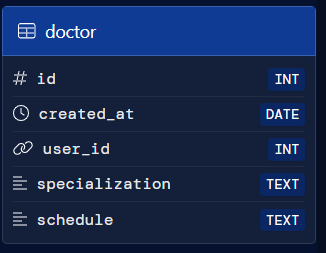 doctor
id INT
created_at DATE
user_id INT
specialization TEXT
schedule TEXT